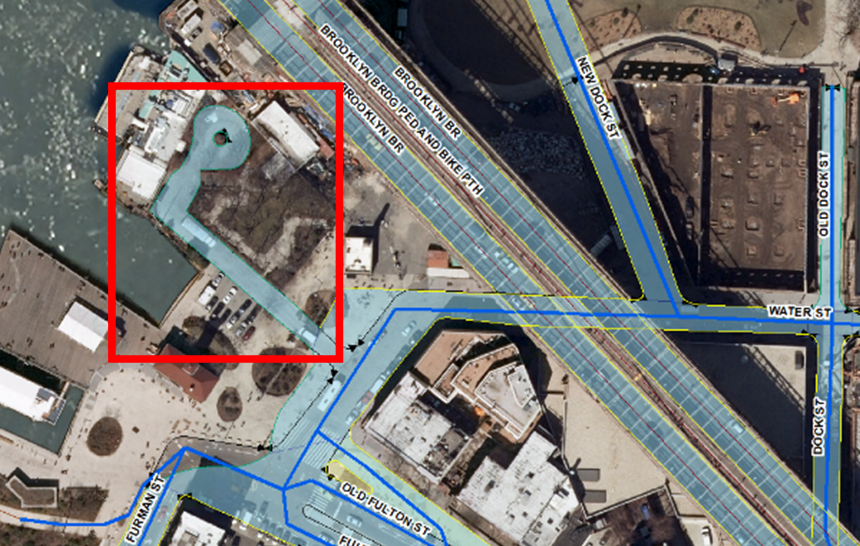 BROOKLYN BR
BROOKLYN BRDG PED AND BIKE PTH
BROOKLYN BR
NEW DOCK ST
OLD DOCK ST
WATER ST
DOCK ST
OLD FULTON ST
FURMAN ST